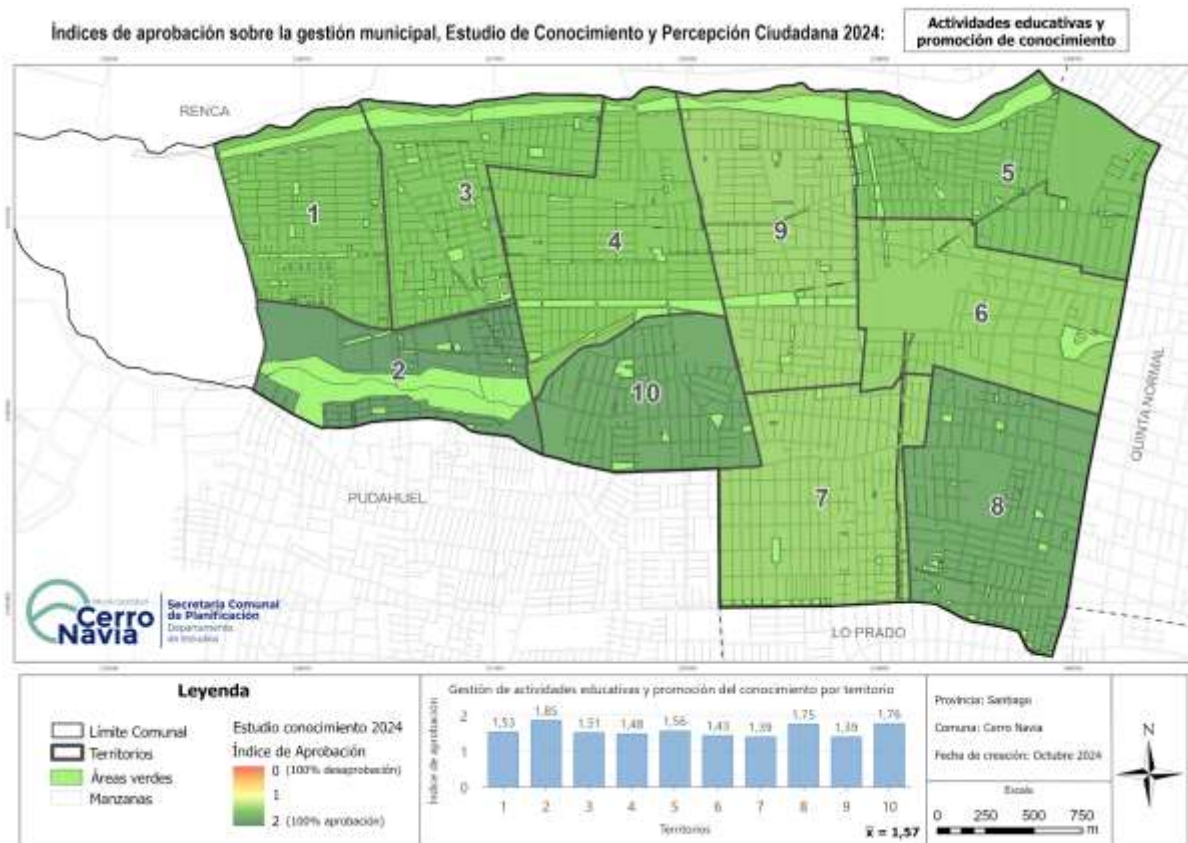 Índices de aprobación sobre la gestión municipal, Estudio de Conocimiento y Percepción Ciudadana 2024:
Actividades educativas y
promoción de conocimiento
RENCA
1
3
4
9
5
6
2
10
7
8
PUDAHUEL
QUINTA NORMAL
LO PRADO
Cerro
Navia
Secretaría Comunal
de Planificación
Departamento
de Estudios
Leyenda
Límite Comunal
Territorios
Áreas verdes
Manzanas
Estudio conocimiento 2024
Índice de Aprobación
0 (100% desaprobación)
1
2 (100% aprobación)
Gestión de actividades educativas y promoción del conocimiento por territorio
Índice de aprobación
2
1
0
1,53
1,85
1,51
1,48
1,56
1,43
1,39
1,75
1,39
1,76
1 2 3 4 5 6 7 8 9 10
Territorios
x̄ = 1,57
Provincia: Santiago
Comuna: Cerro Navia
Fecha de creación: Octubre 2024
Escala
0 250 500 750
m
N